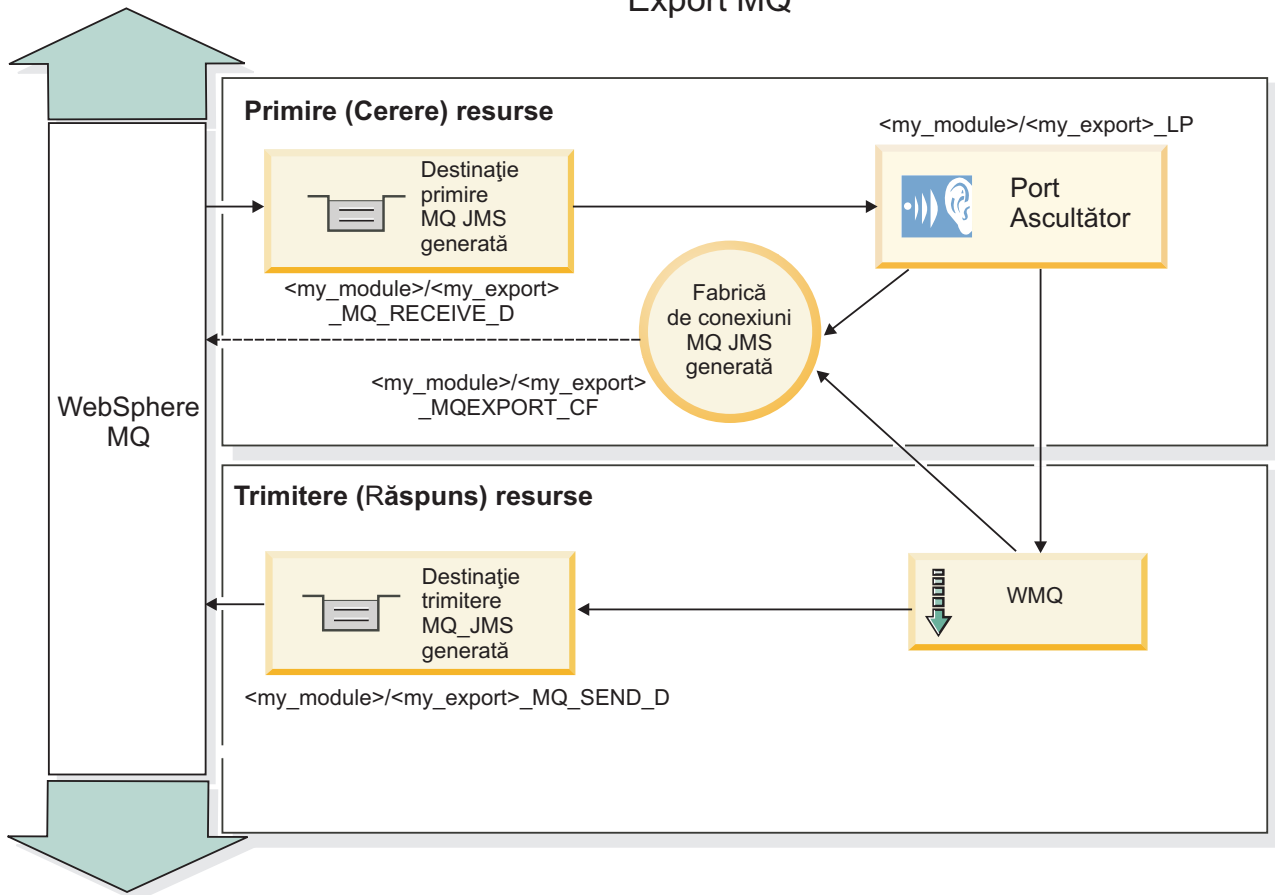 Export MQ
Primire (Cerere) resurse
<my_module>/<my_export>_LP
Destinaţie
primire
MQ JMS
generată
Port
Ascultător
<my_module>/<my_export>
_MQ_RECEIVE_D
Fabrică
de conexiuni
MQ JMS
generată
<my_module>/<my_export>
_MQEXPORT_CF
WebSphere
MQ
Trimitere (Răspuns) resurse
Destinaţie
trimitere
MQ_JMS
generată
WMQ
<my_module>/<my_export>_MQ_SEND_D